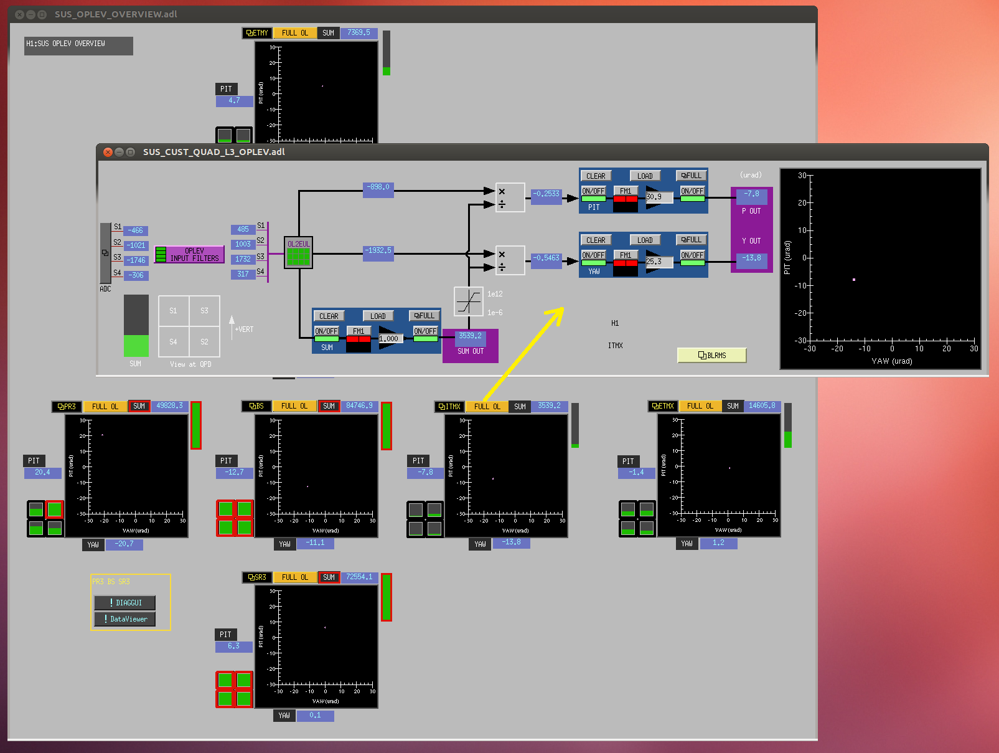 SUS_OPLEV_OVERVIEW.adl
H1:SUS OPLEV OVERVIEW
ETMY FULL OL SUM 7369.5
30
20
10
0
-10
-20
-30
PIT (urad)
PIT
4.7
SUS_CUST_QUAD_L3_OPLEV.adl
ADC
S1 -466
S2 -1021
S3 -1746
S4 -306
OPLEV
INPUT FILTERS
485 S1
1003 S2
1732 S3
317 S4
OL2EUL
-898.0
-1932.5
× ÷
× ÷
-0.2533
-0.5463
CLEAR LOAD FULL
ON/OFF FM1 30.9 ON/OFF
PIT
CLEAR LOAD FULL
ON/OFF FM1 25.3 ON/OFF
YAW
(urad)
-7.8
P OUT
Y OUT
-13.8
SUM
S1 S3
S4 S2
+VERT
View at QPD
CLEAR LOAD FULL
ON/OFF FM1 1.000 ON/OFF
SUM
3539.2
SUM OUT
1e12
1e-6
H1
ITMX
BLRMS
30
20
10
0
-10
-20
-30
PIT (urad)
-30 -20 -10 0 10 20 30
YAW (urad)
PR3 FULL OL SUM 49828.3
30
20
10
0
-10
-20
-30
PIT (urad)
-30 -20 -10 0 10 20 30
YAW (urad)
PIT
20.4
YAW -20.7
BS FULL OL SUM 84746.9
30
20
10
0
-10
-20
-30
PIT (urad)
-30 -20 -10 0 10 20 30
YAW (urad)
PIT
-12.7
YAW -11.1
ITMX FULL OL SUM 3539.2
30
20
10
0
-10
-20
-30
PIT (urad)
-30 -20 -10 0 10 20 30
YAW (urad)
PIT
-7.8
YAW -13.8
ETMX FULL OL SUM 14605.8
30
20
10
0
-10
-20
-30
PIT (urad)
-30 -20 -10 0 10 20 30
YAW (urad)
PIT
-1.4
YAW 1.2
PR3 BS SR3
! DIAGGUI
! DataViewer
SR3 FULL OL SUM 72554.1
30
20
10
0
-10
-20
-30
PIT (urad)
-30 -20 -10 0 10 20 30
YAW (urad)
PIT
6.3
YAW 0.1